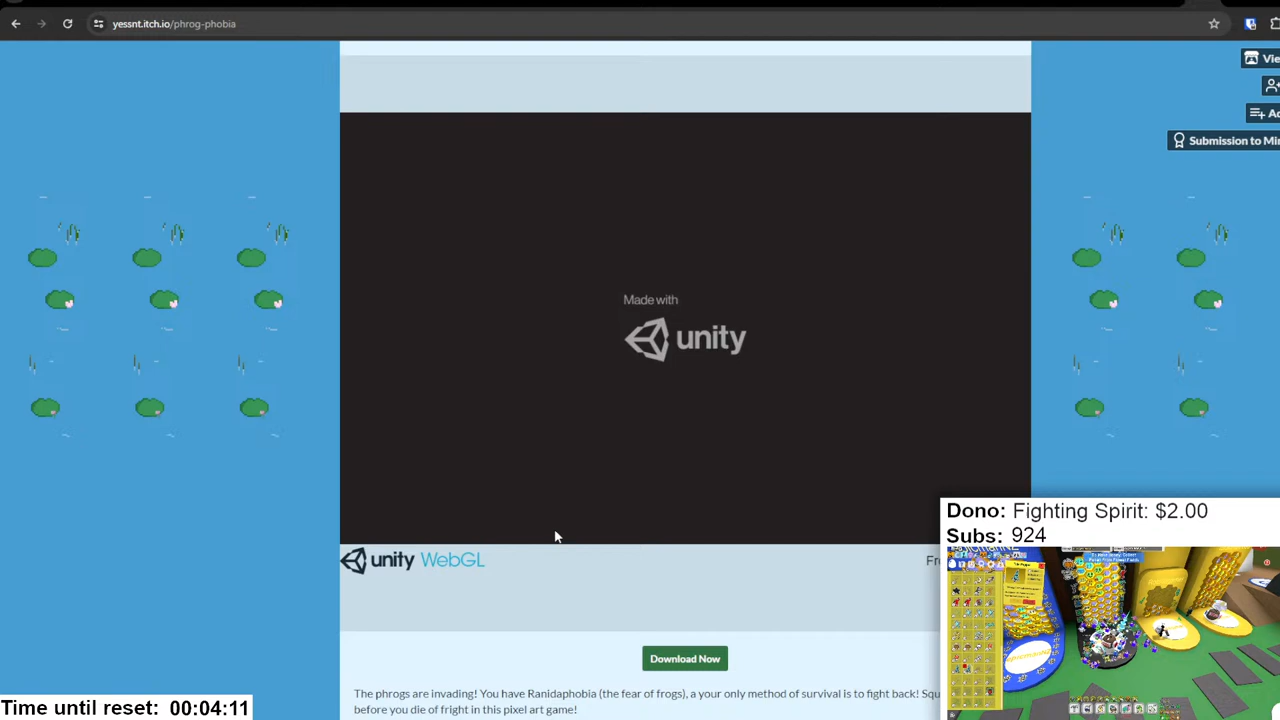 yessnt.itch.io/phrog-phobia
Vie
Ad
Submission to Min
Made with
unity
unity WebGL
Fr
Dono: Fighting Spirit: $2.00
Subs: 924
Download Now
The phrogs are invading! You have Ranidaphobia (the fear of frogs), a your only method of survival is to fight back! Squ
before you die of fright in this pixel art game!
Time until reset: 00:04:11